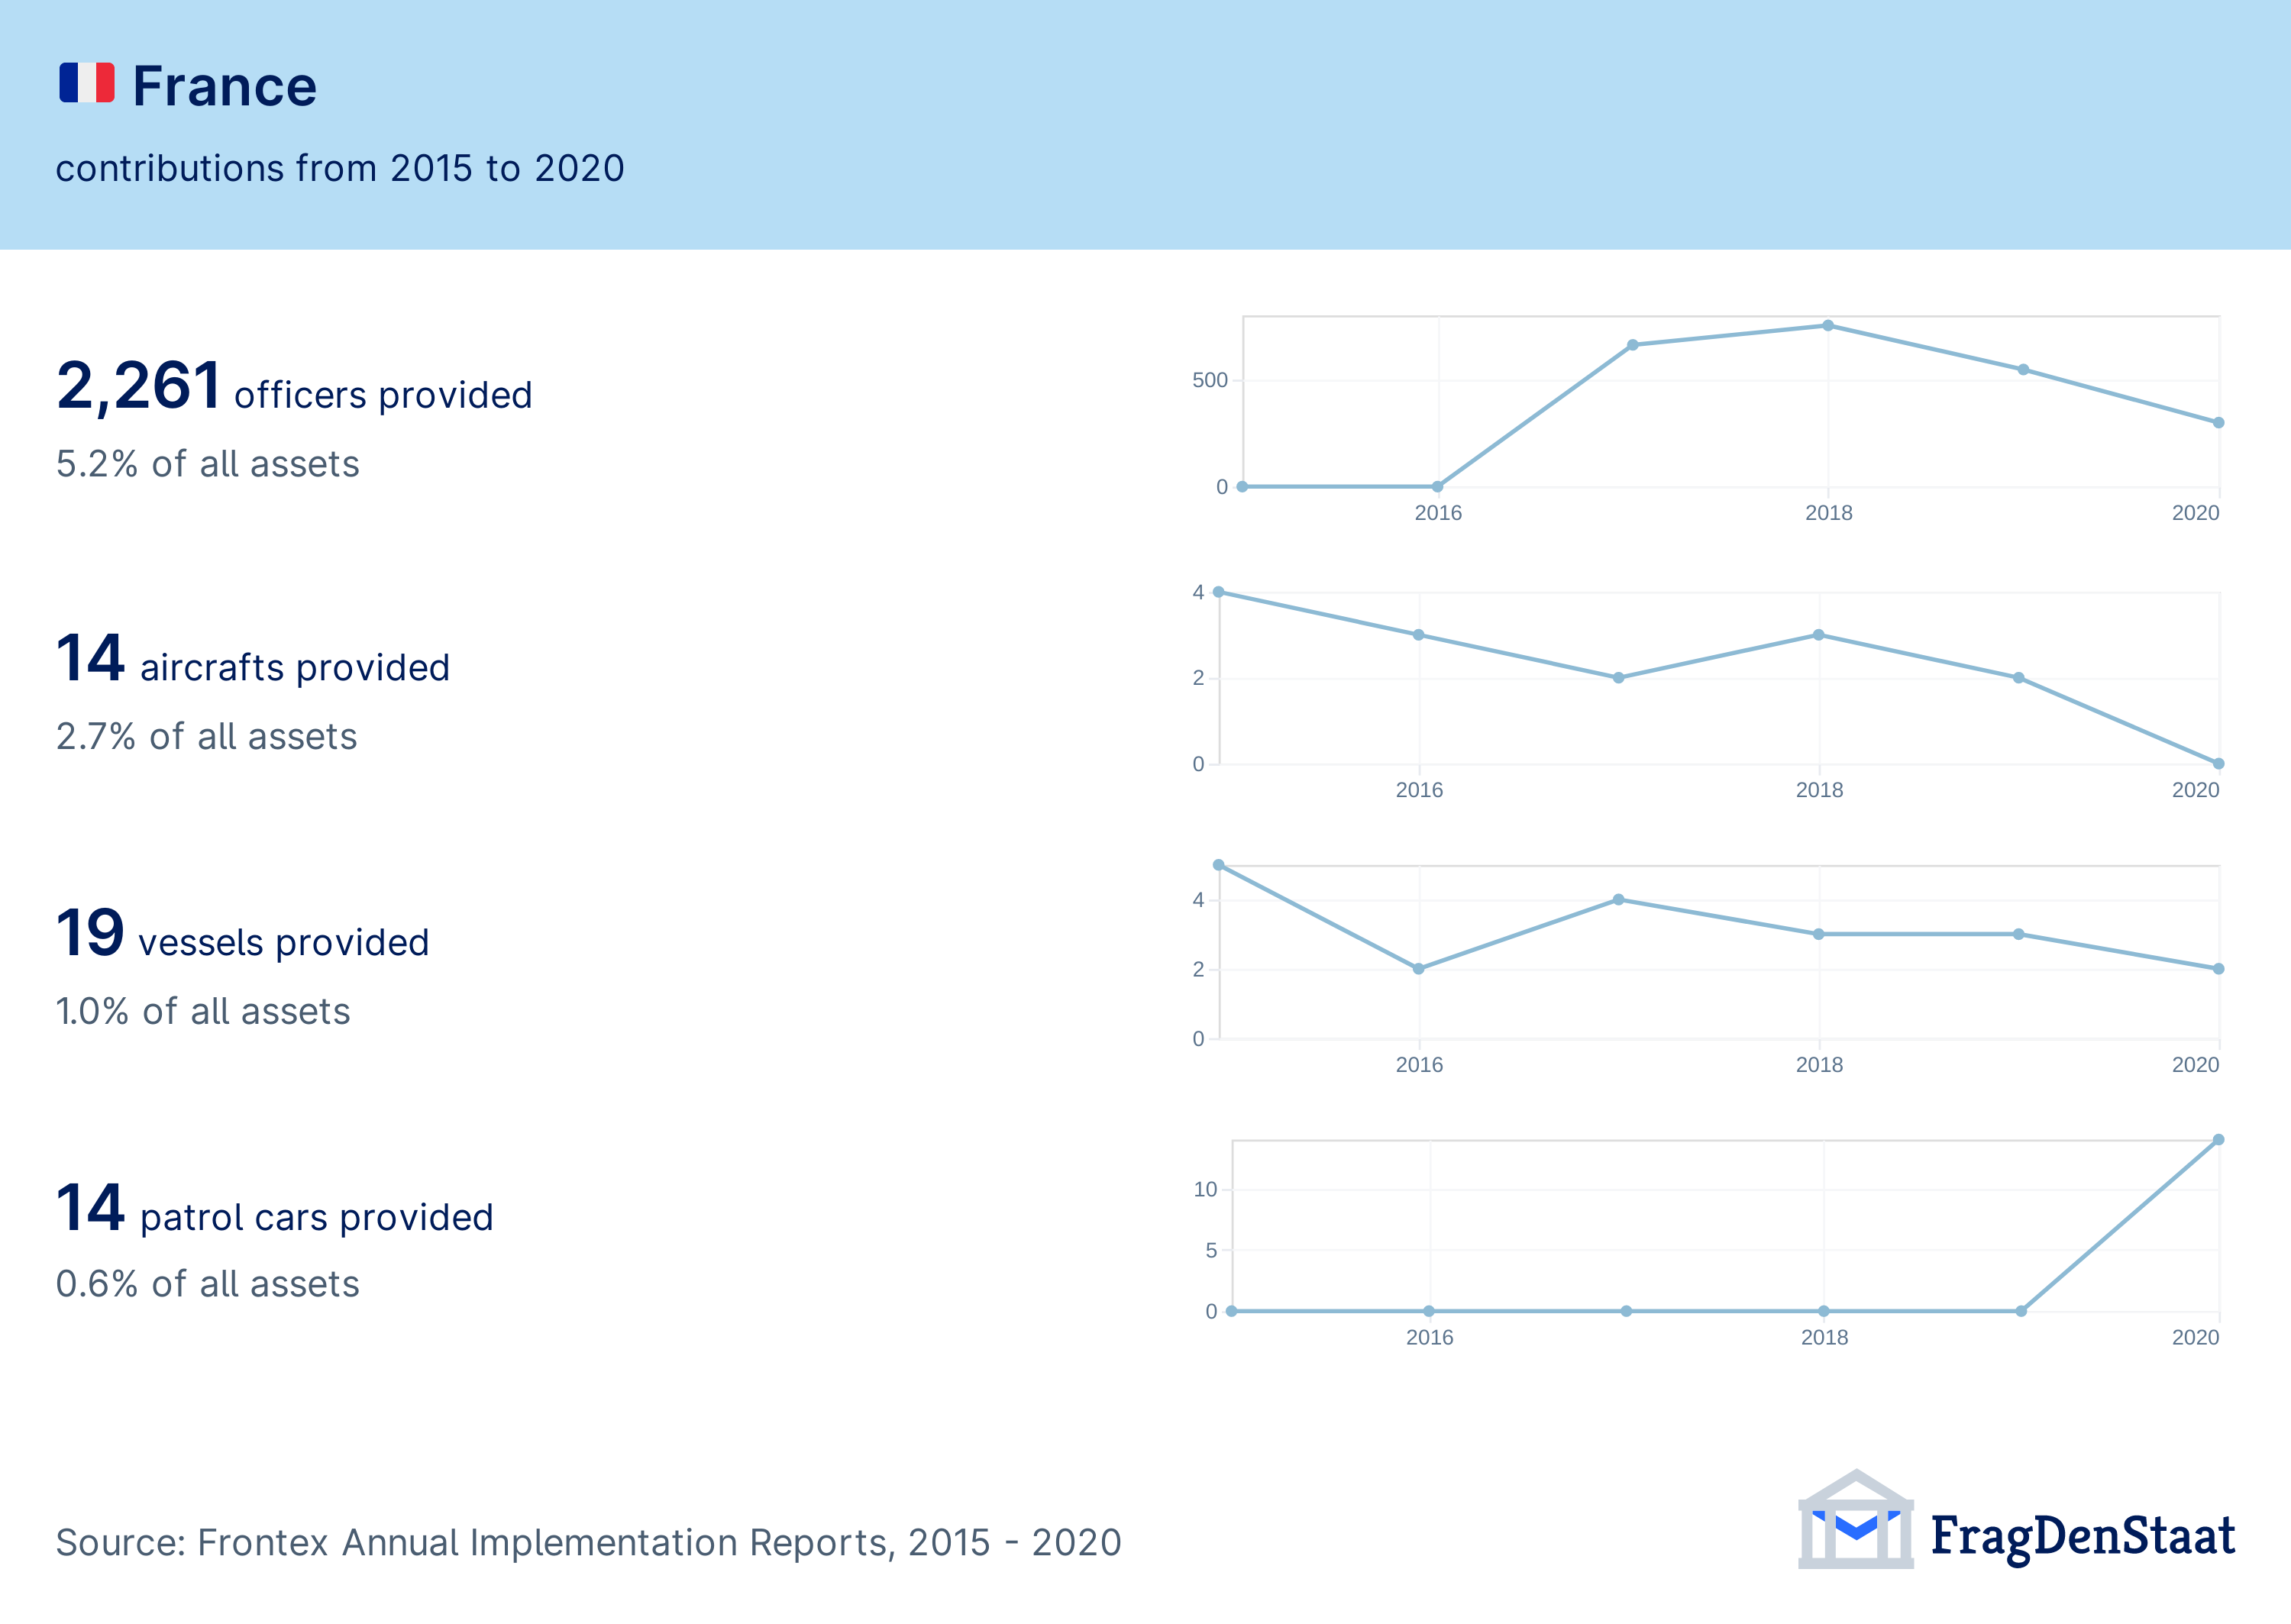 France
contributions from 2015 to 2020
2,261 officers provided
5.2% of all assets
500
0
2016 2018 2020
14 aircrafts provided
2.7% of all assets
4
2
0
2016 2018 2020
19 vessels provided
1.0% of all assets
4
2
0
2016 2018 2020
14 patrol cars provided
0.6% of all assets
10
5
0
2016 2018 2020
Source: Frontex Annual Implementation Reports, 2015 - 2020
FragDenStaat